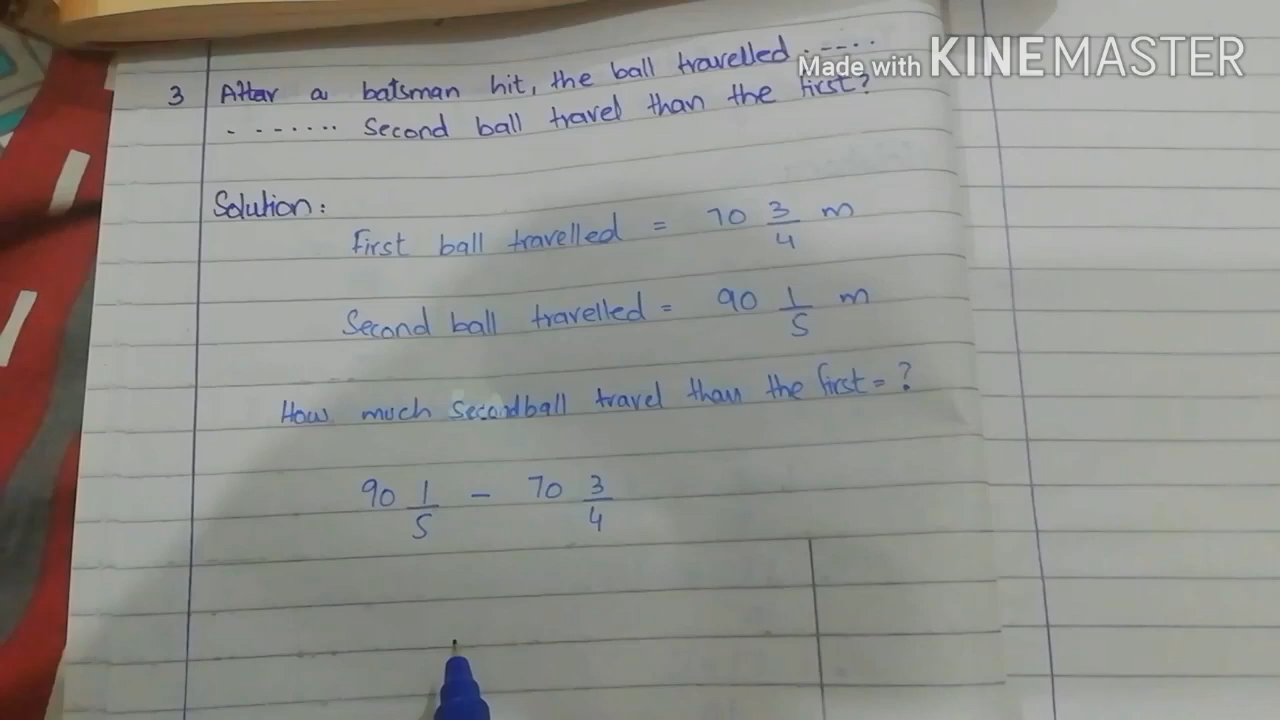 Made with KINEMASTER
3 After a batsman hit, the ball travelled .-----..
. ------... Second ball travel than the first?
Solution:
First ball travelled = 70 3/4 m
Second ball travelled = 90 1/5 m
How much second ball travel than the first = ?
90 1/5 - 70 3/4